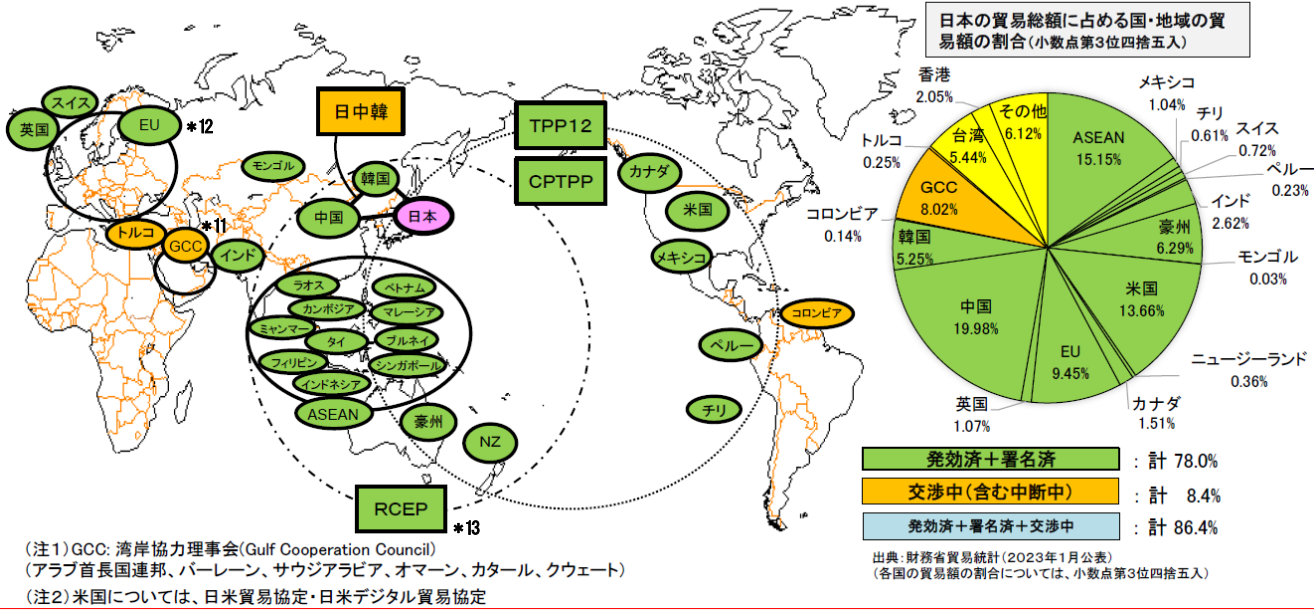 日本の貿易総額に占める国・地域の貿
易額の割合(小数点第3位四捨五入)
スイス
英国
EU
*12
日中韓
TPP12
CPTPP
モンゴル
韓国
中国
日本
カナダ
米国
メキシコ
トルコ
*11
GCC
インド
ラオス
ベトナム
カンボジア
マレーシア
ミャンマー
タイ
ブルネイ
フィリピン
シンガポール
インドネシア
ASEAN
豪州
NZ
コロンビア
ペルー
チリ
RCEP
*13
香港
2.05%
その他
6.12%
台湾
5.44%
トルコ
0.25%
GCC
8.02%
コロンビア
0.14%
韓国
5.25%
中国
19.98%
英国
1.07%
EU
9.45%
カナダ
1.51%
ニュージーランド
0.36%
米国
13.66%
モンゴル
0.03%
豪州
6.29%
インド
2.62%
ペルー
0.23%
スイス
0.72%
チリ
0.61%
メキシコ
1.04%
ASEAN
15.15%
発効済+署名済 : 計 78.0%
交渉中(含む中断中) : 計 8.4%
発効済+署名済+交渉中 : 計 86.4%
出典:財務省貿易統計(2023年1月公表)
(各国の貿易額の割合については、小数点第3位四捨五入)
(注1)GCC: 湾岸協力理事会(Gulf Cooperation Council)
(アラブ首長国連邦、バーレーン、サウジアラビア、オマーン、カタール、クウェート)
(注2)米国については、日米貿易協定・日米デジタル貿易協定